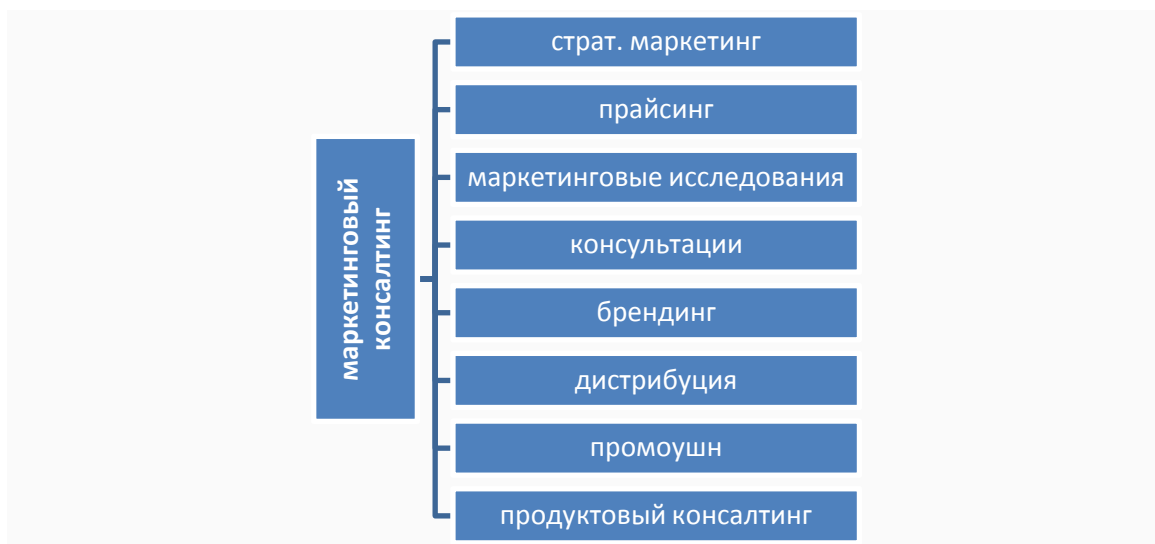 маркетинговый
консалтинг
страт. маркетинг
прайсинг
маркетинговые исследования
консультации
брендинг
дистрибуция
промоушн
продуктовый консалтинг